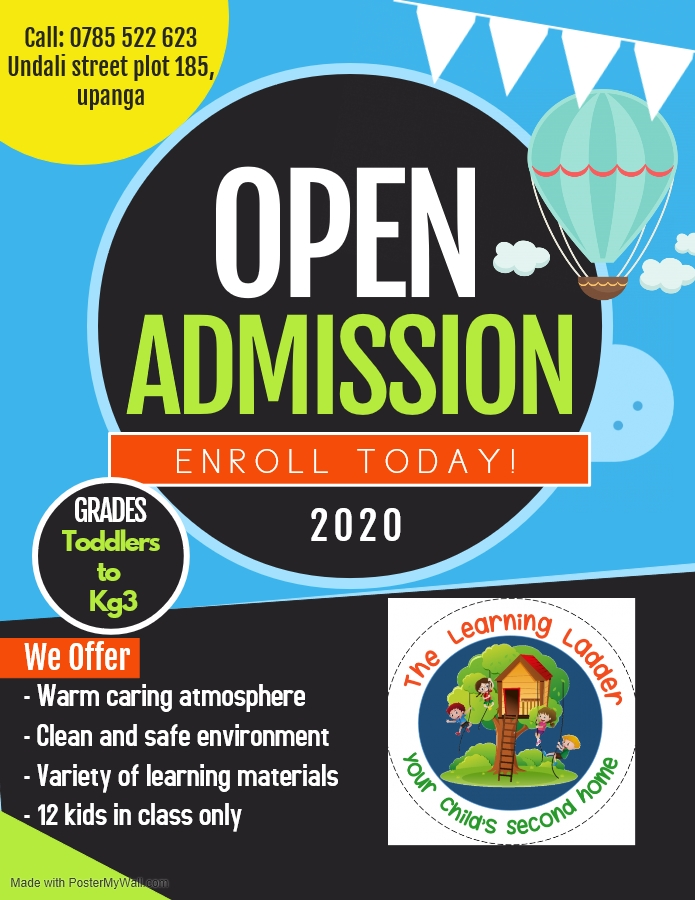 Call: 0785 522 623
Undali street plot 185,
upanga
OPEN
ADMISSION
ENROLL TODAY!
2020
GRADES
Toddlers
to
Kg3
We Offer
- Warm caring atmosphere
- Clean and safe environment
- Variety of learning materials
- 12 kids in class only
The Learning Ladder
your child's second home
Made with PosterMyWall.com